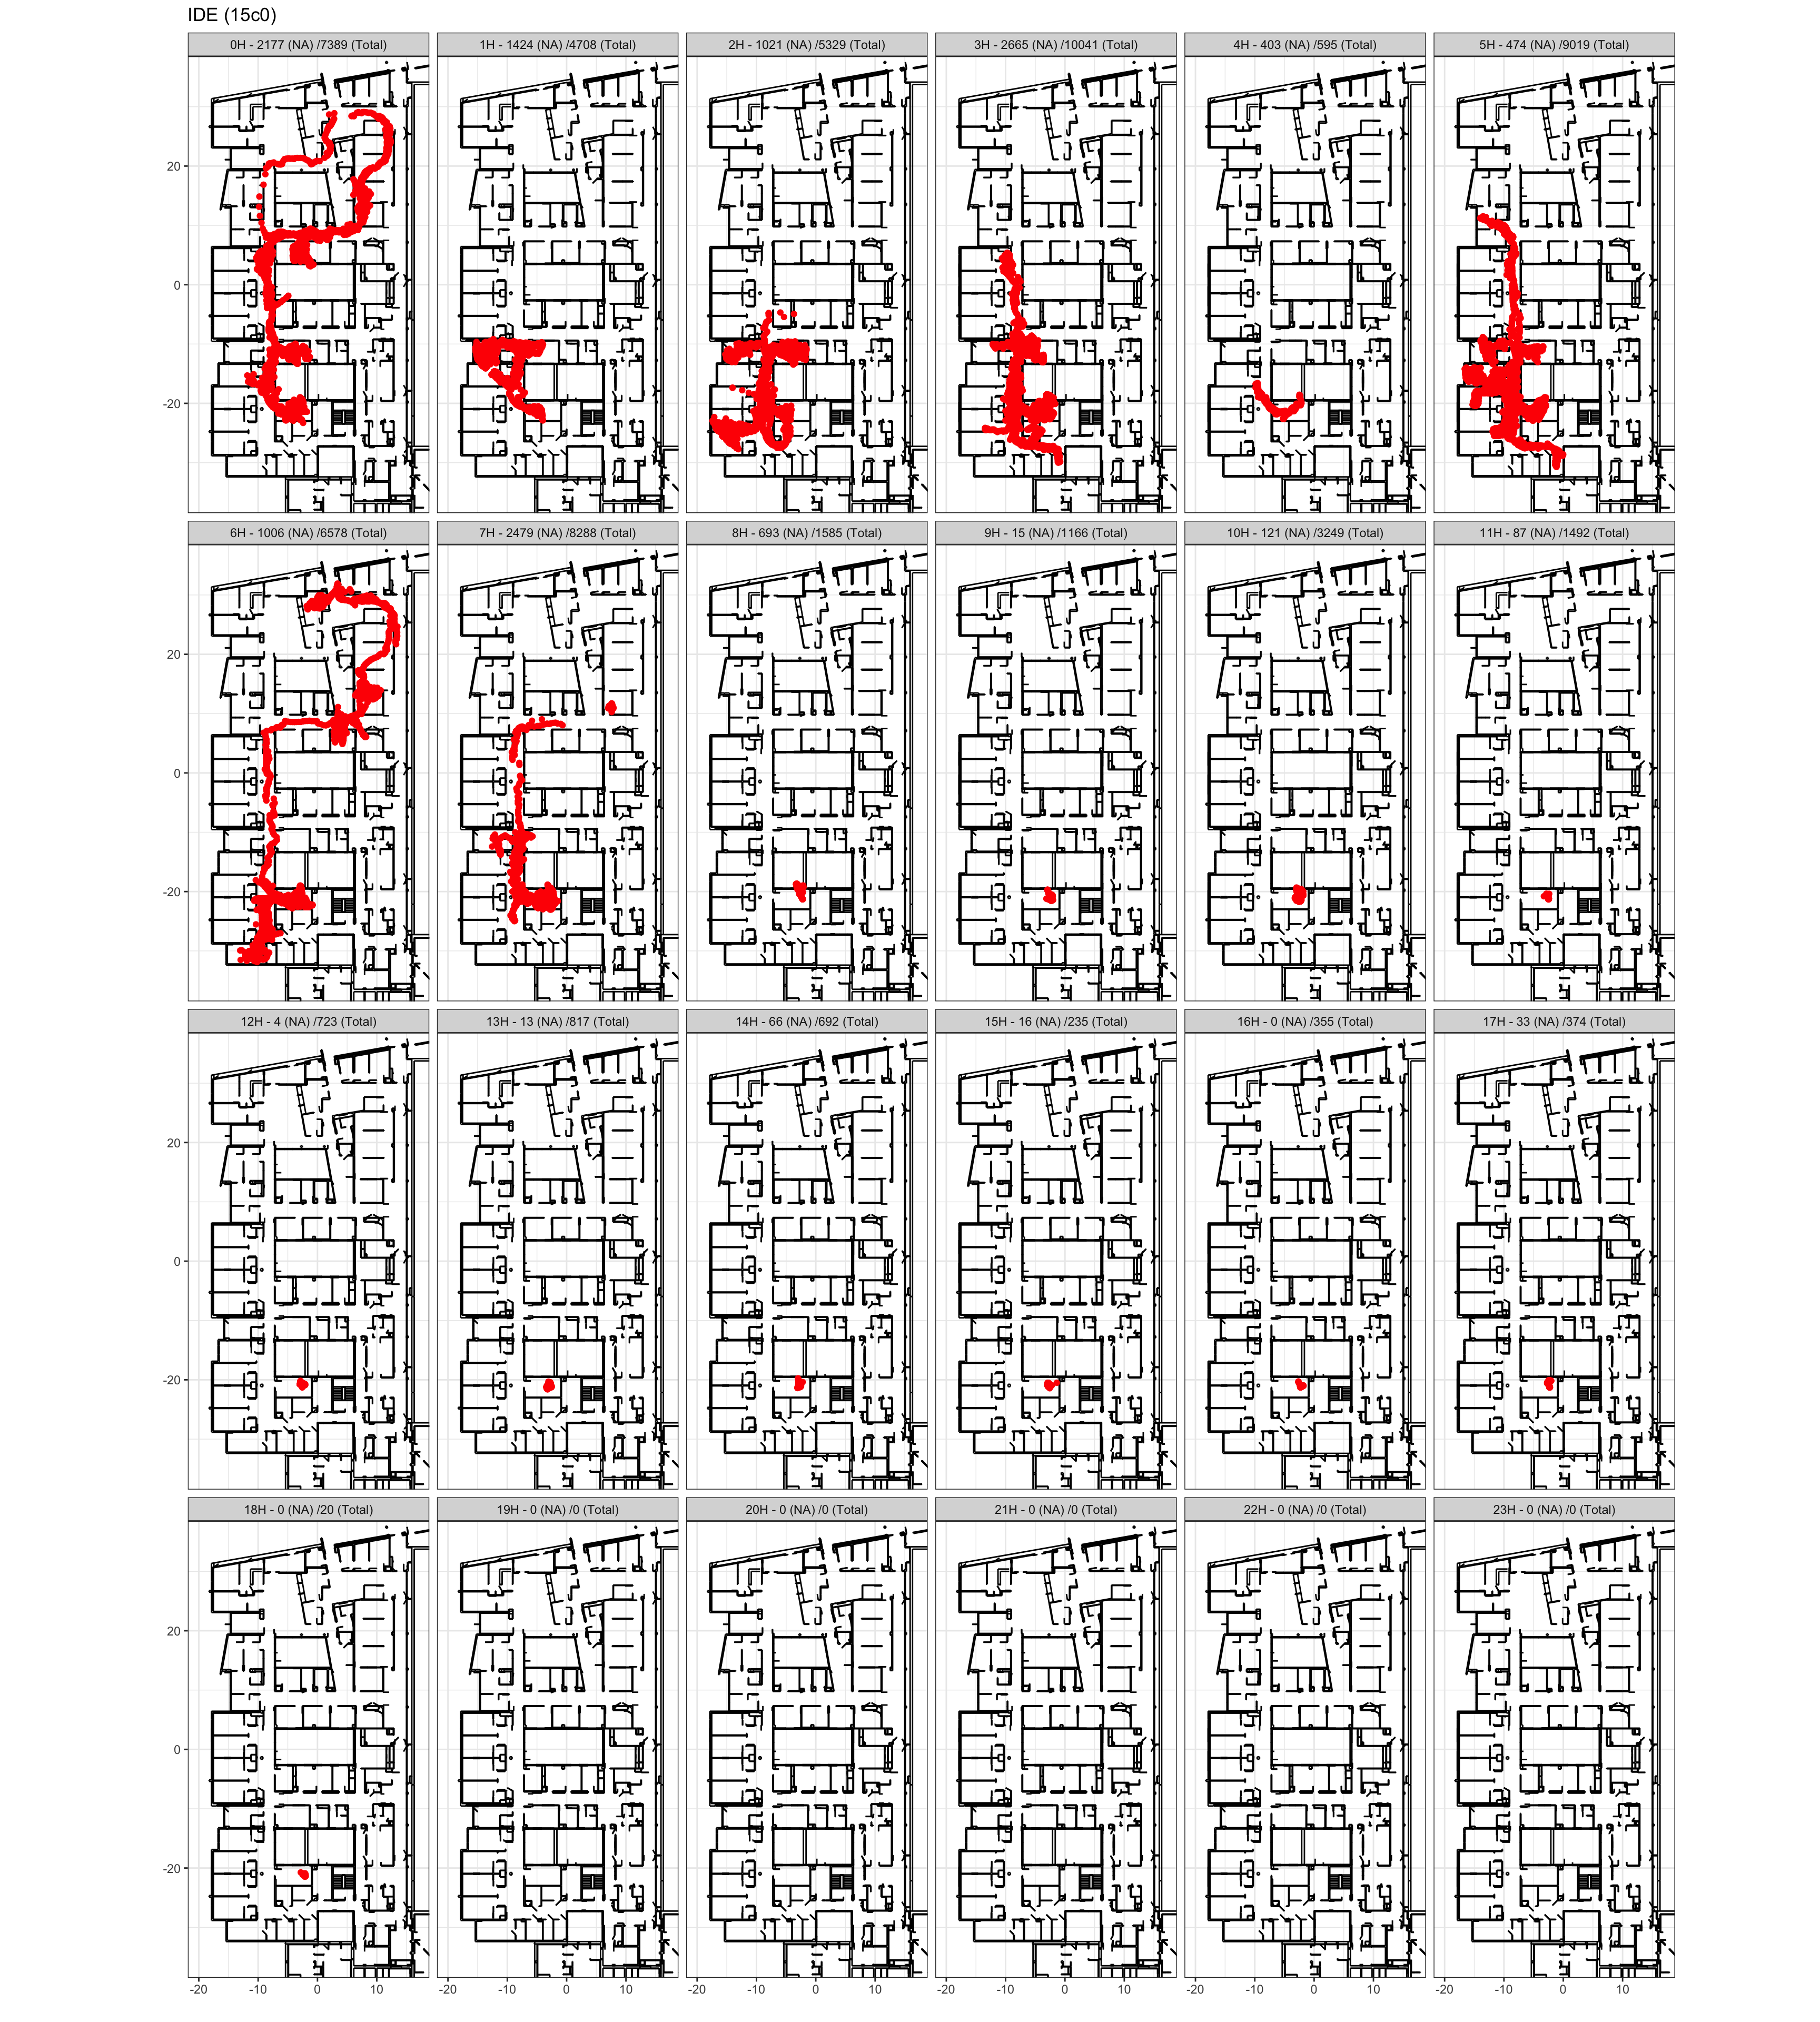 IDE (15c0)
0H - 2177 (NA) /7389 (Total) 1H - 1424 (NA) /4708 (Total) 2H - 1021 (NA) /5329 (Total) 3H - 2665 (NA) /10041 (Total) 4H - 403 (NA) /595 (Total) 5H - 474 (NA) /9019 (Total)
20
0
-20
6H - 1006 (NA) /6578 (Total) 7H - 2479 (NA) /8288 (Total) 8H - 693 (NA) /1585 (Total) 9H - 15 (NA) /1166 (Total) 10H - 121 (NA) /3249 (Total) 11H - 87 (NA) /1492 (Total)
20
0
-20
12H - 4 (NA) /723 (Total) 13H - 13 (NA) /817 (Total) 14H - 66 (NA) /692 (Total) 15H - 16 (NA) /235 (Total) 16H - 0 (NA) /355 (Total) 17H - 33 (NA) /374 (Total)
20
0
-20
18H - 0 (NA) /20 (Total) 19H - 0 (NA) /0 (Total) 20H - 0 (NA) /0 (Total) 21H - 0 (NA) /0 (Total) 22H - 0 (NA) /0 (Total) 23H - 0 (NA) /0 (Total)
20
0
-20
-20 -10 0 10 -20 -10 0 10 -20 -10 0 10 -20 -10 0 10 -20 -10 0 10 -20 -10 0 10